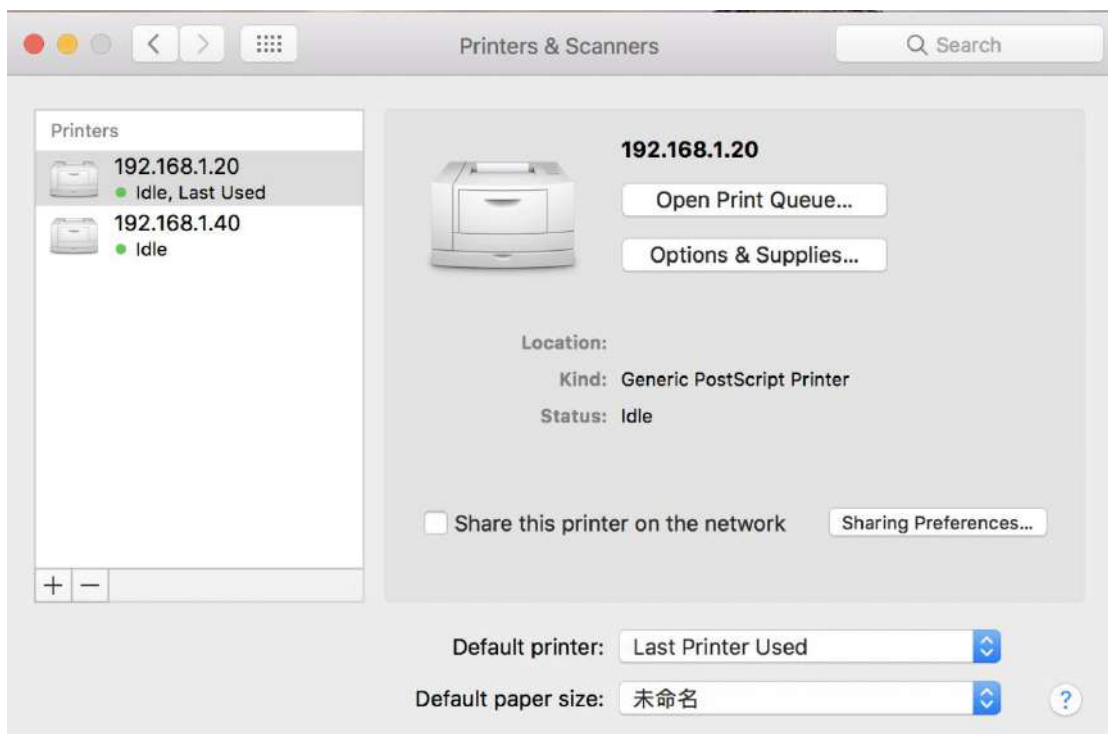 Printers & Scanners
Search
Printers
192.168.1.20
Idle, Last Used
192.168.1.40
Idle
192.168.1.20
Open Print Queue...
Options & Supplies...
Location:
Kind: Generic PostScript Printer
Status: Idle
Share this printer on the network
Sharing Preferences...
+ −
Default printer: Last Printer Used
Default paper size: 未命名
?